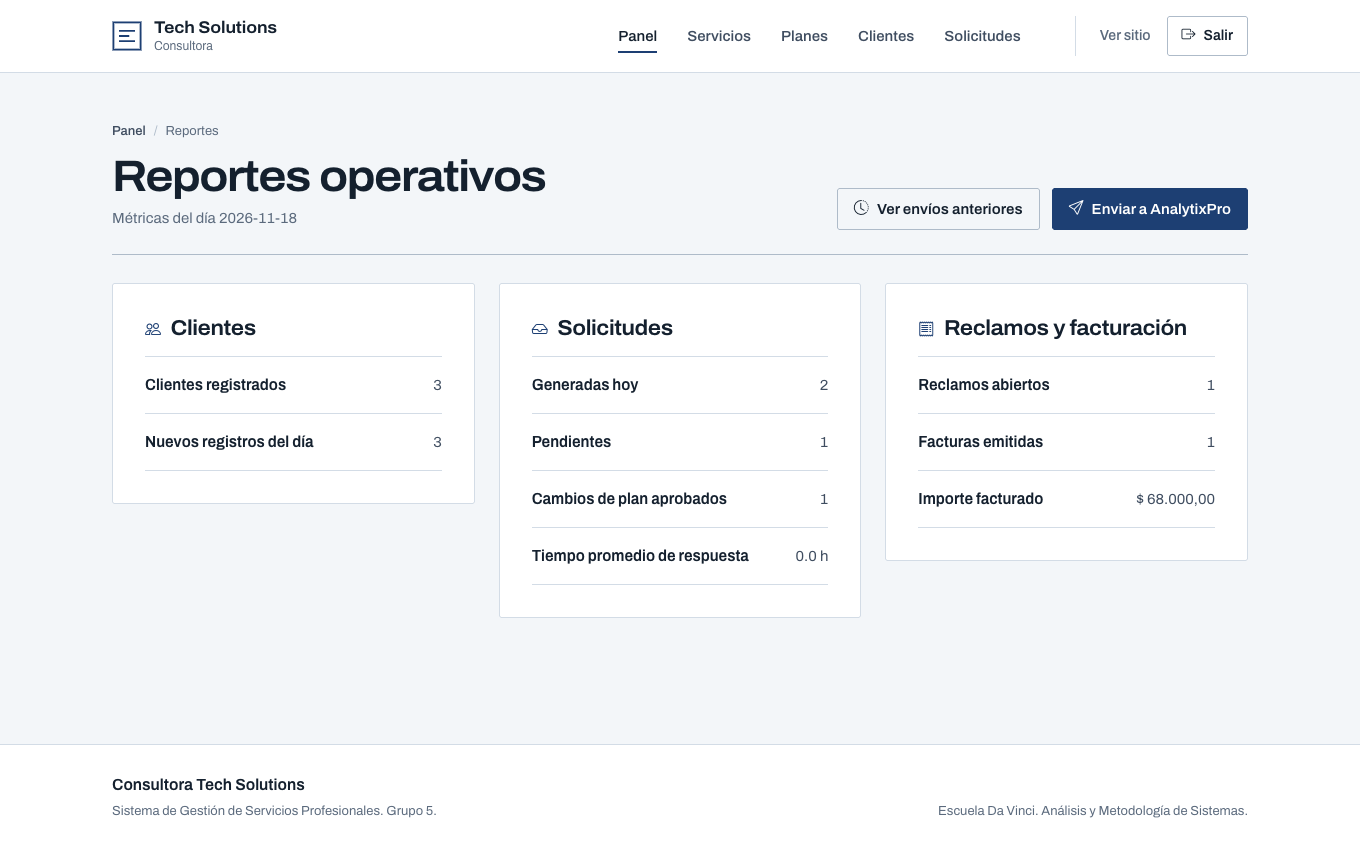 Tech Solutions
Consultora
Panel
Servicios
Planes
Clientes
Solicitudes
Ver sitio
Salir
Panel / Reportes
Reportes operativos
Métricas del día 2026-11-18
Ver envíos anteriores
Enviar a AnalytixPro
Clientes
Clientes registrados 3
Nuevos registros del día 3
Solicitudes
Generadas hoy 2
Pendientes 1
Cambios de plan aprobados 1
Tiempo promedio de respuesta 0.0 h
Reclamos y facturación
Reclamos abiertos 1
Facturas emitidas 1
Importe facturado $ 68.000,00
Consultora Tech Solutions
Sistema de Gestión de Servicios Profesionales. Grupo 5.
Escuela Da Vinci. Análisis y Metodología de Sistemas.